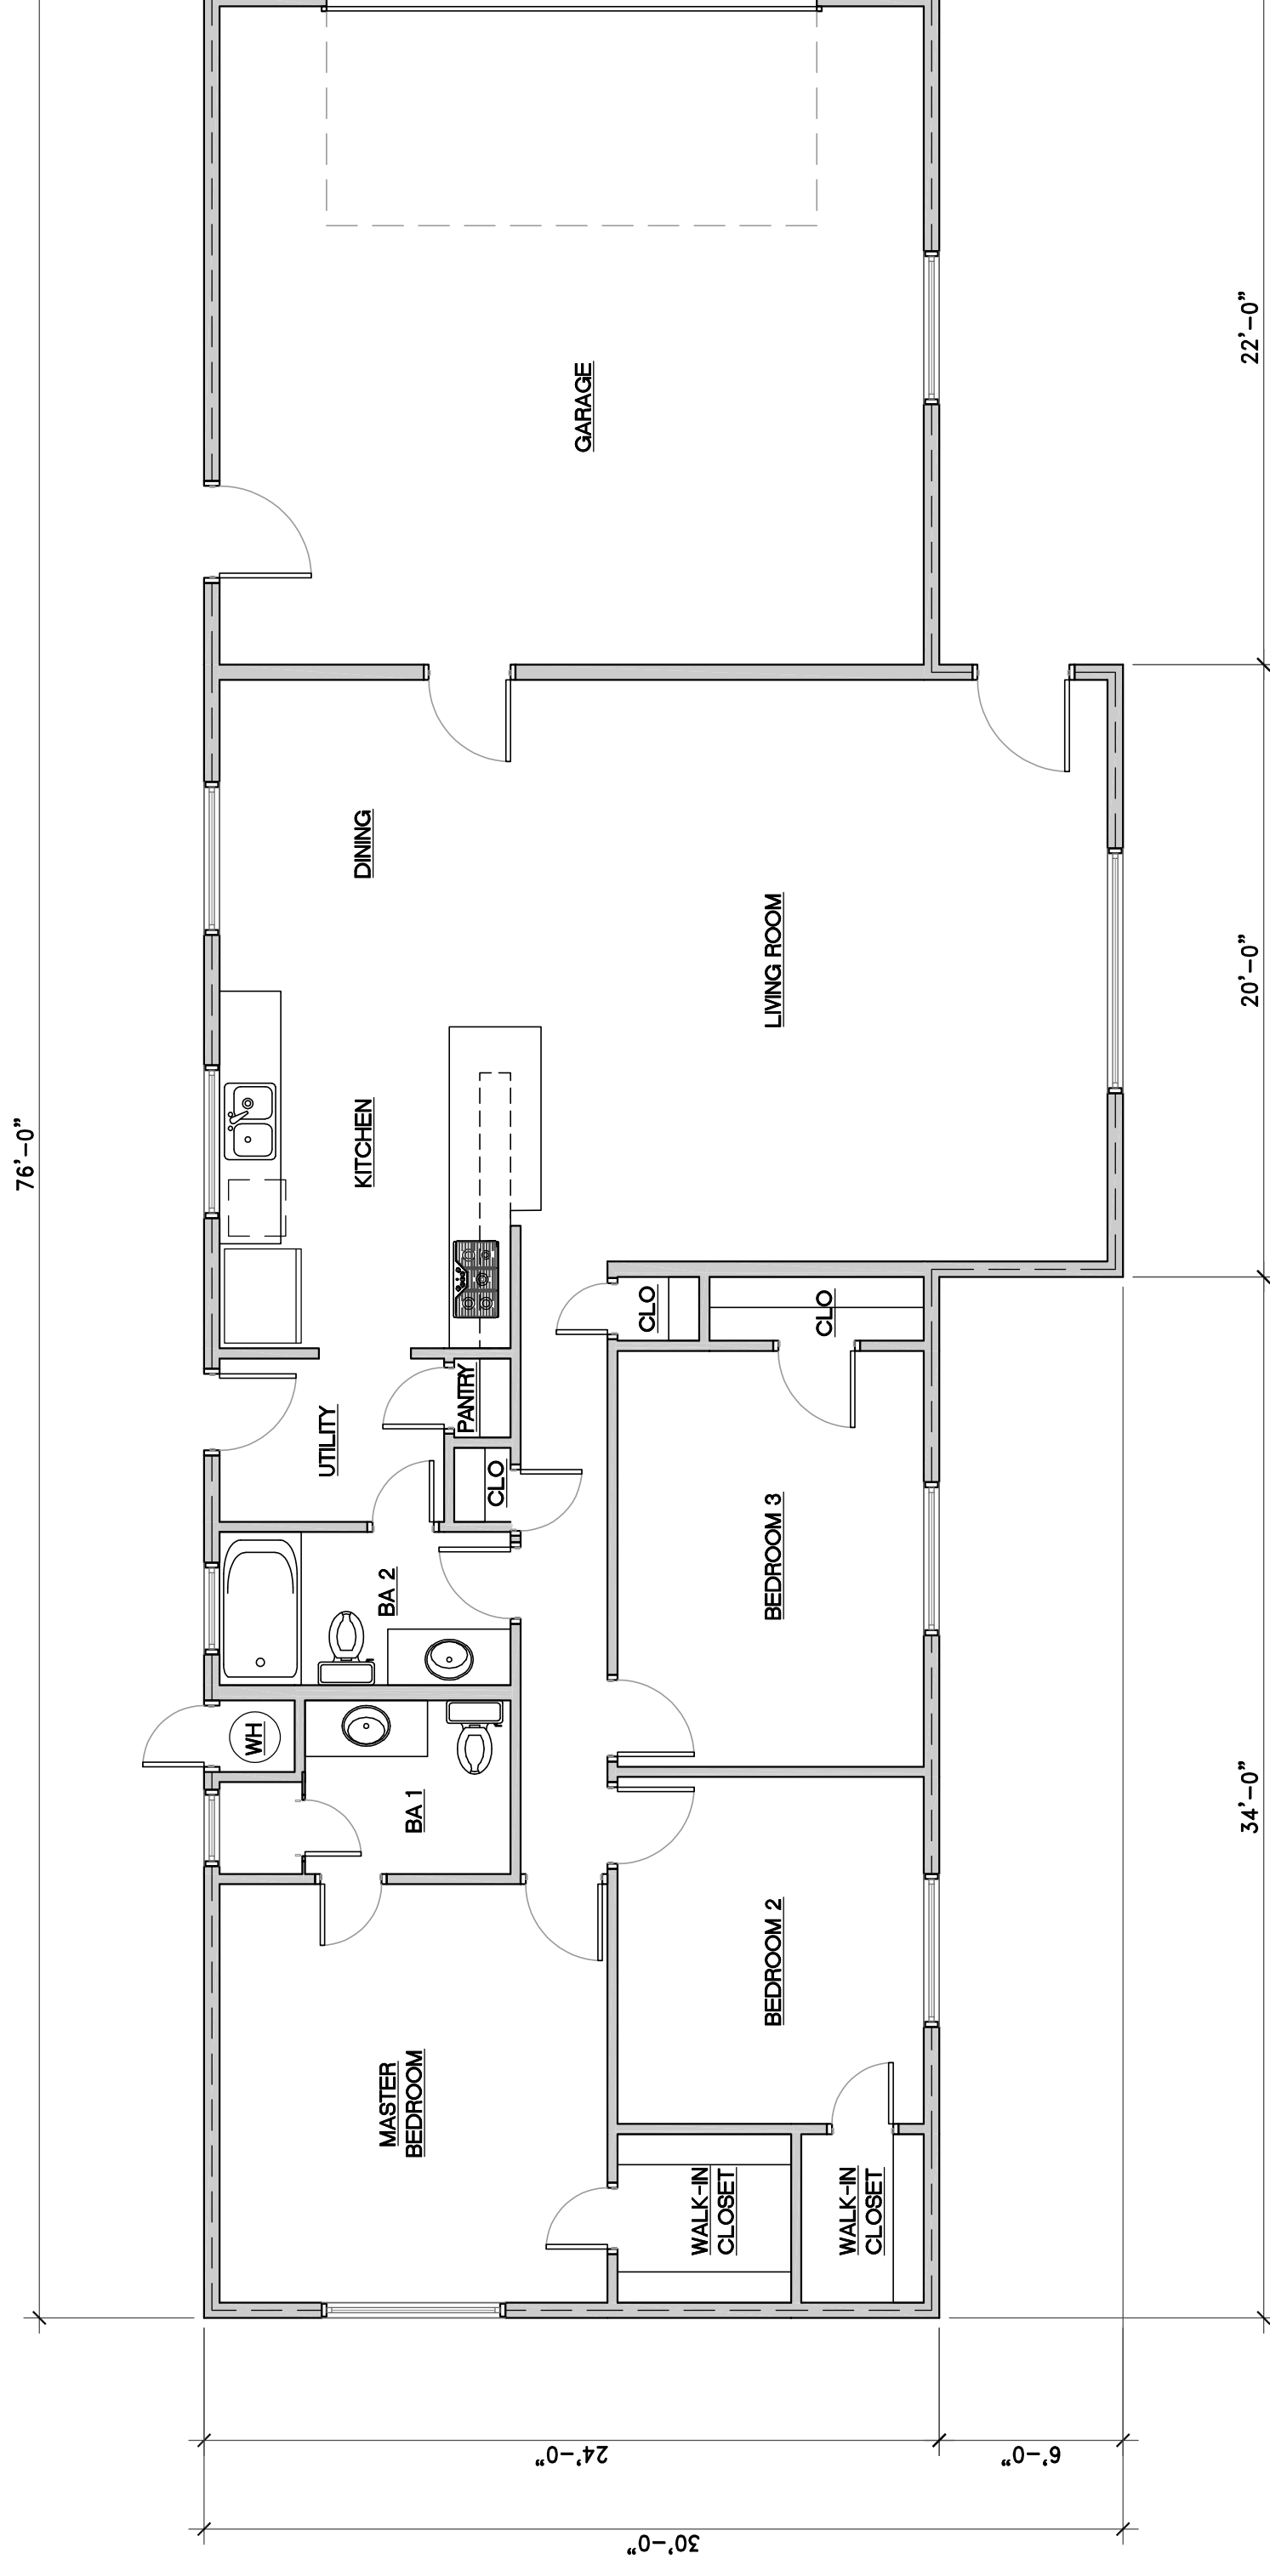 76'-0"
GARAGE
22'-0"
DINING
LIVING ROOM
20'-0"
KITCHEN
CLO
CLO
PANTRY
UTILITY
CLO
BEDROOM 3
BA 2
WH
BA 1
34'-0"
BEDROOM 2
MASTER
BEDROOM
WALK-IN
CLOSET
WALK-IN
CLOSET
24'-0"
6'-0"
30'-0"